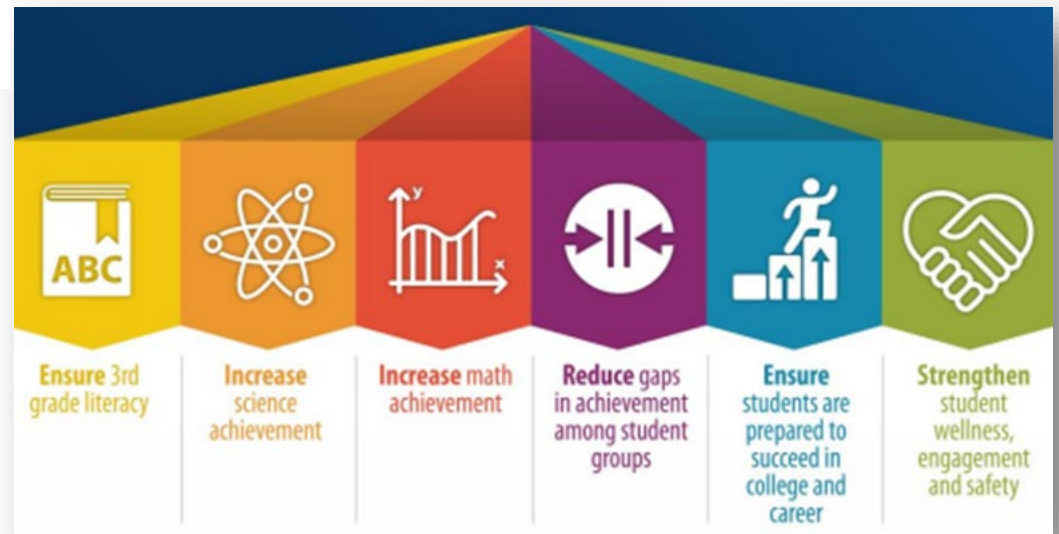 ABC
y
x
Ensure 3rd
grade literacy
Increase
science
achievement
Increase math
achievement
Reduce gaps
in achievement
among student
groups
Ensure
students are
prepared to
succeed in
college and
career
Strengthen
student
wellness,
engagement
and safety